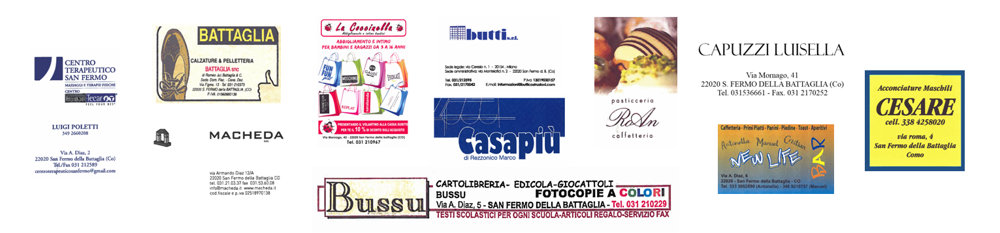 CENTRO
TERAPEUTICO
SAN FERMO
MASSAGGI E TERAPIE FISICHE
CENTRO
HumanTecar
FEEL YOUR BEST
LUIGI POLETTI
349 2660208
Via A. Diaz, 2
22020 San Fermo della Battaglia (Co)
Tel./Fax 031 212589
centroterapeuticosanfermo@gmail.com
BATTAGLIA
CALZATURE & PELLETTERIA
BATTAGLIA snc
di Romeo Jui Battaglia & C.
Sede. Dom. Fisc. - Cons. Doc.
Via Figino, 13 - Tel. 031 210373
22020 S. FERMO della BATTAGLIA (CO)
P.IVA. 01560980136
MACHEDA
via Armando Diaz 12/A
22020 San Fermo della Battaglia CO
tel. 031.21.03.37 fax 031.53.60.08
info@macheda.it www.macheda.it
cod.fiscale e p.iva 02518970138
La Coccinella
Abbigliamento e intimo bambini
ABBIGLIAMENTO E INTIMO
PER BAMBINI E RAGAZZI DA 3 A 16 ANNI
FUN FUN
GAUDÌ
MOSCHINO
EVERLAST
REPLAY
sarabanda
PRESENTANDO IL VOLANTINO ALLA CASSA SUBITO
PER TE IL 10 % DI SCONTO SULL'ACQUISTO
Via Mornago, 43 - 22020 San Fermo della battaglia (CO)
Tel. 031 210967
butti s.r.l.
Sede legale: via Ceresio n. 1 - 20154 , Milano
Sede amministrativa: via Montelatici n. 2 - 22020 San Fermo d. B. (Co)
Tel. 031/212595 P.Iva 13019030157
Fax. 031/2170042 E.mail: informazioni@butticostruzioni.com
Casapiù
di Rezzonico Marco
Bussu
CARTOLIBRERIA- EDICOLA-GIOCATTOLI
BUSSU FOTOCOPIE A COLORI
Via A. Diaz, 5 - SAN FERMO DELLA BATTAGLIA - Tel. 031 210229
TESTI SCOLASTICI PER OGNI SCUOLA-ARTICOLI REGALO-SERVIZIO FAX
pasticceria
RoAn
caffetteria
CAPUZZI LUISELLA
Via Mornago, 41
22020 S. FERMO DELLA BATTAGLIA (Co)
Tel. 031536661 - Fax. 031 2170252
Caffetteria - Primi Piatti - Panini - Piadine - Toast - Aperitivi
Antonella Manuel Cristian
NEW LIFE
BAR
Via A. Diaz, 6
22020 - San Fermo della Battaglia - CO
Tel. 333 3952890 (Antonella) - 348 9216757 (Manuel)
Acconciature Maschili
CESARE
cell. 338 4258020
via roma, 4
San Fermo della Battaglia
Como